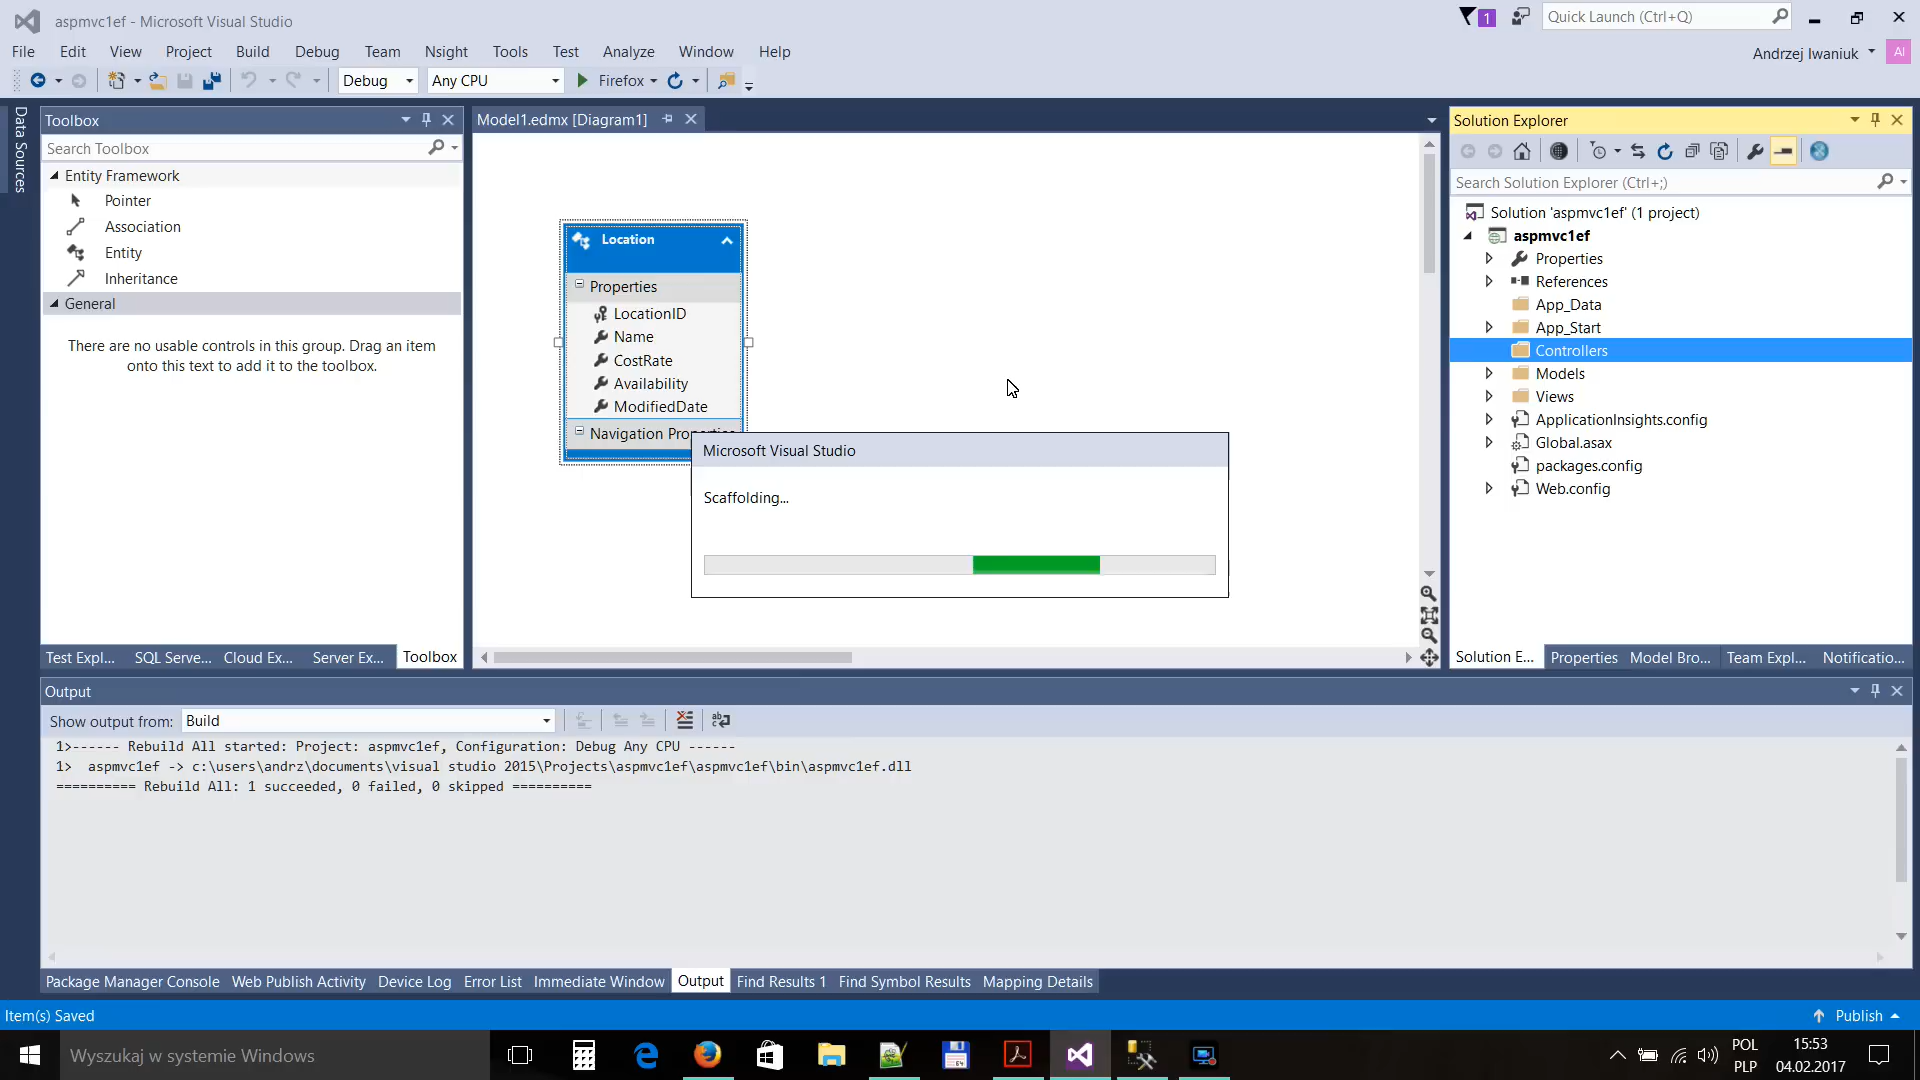 aspmvc1ef - Microsoft Visual Studio
1
Quick Launch (Ctrl+Q)
File Edit View Project Build Debug Team Nsight Tools Test Analyze Window Help
Andrzej Iwaniuk
AI
Debug Any CPU Firefox
Data Sources
Toolbox
Search Toolbox
Entity Framework
Pointer
Association
Entity
Inheritance
General
There are no usable controls in this group. Drag an item
onto this text to add it to the toolbox.
Test Expl... SQL Serve... Cloud Ex... Server Ex... Toolbox
Model1.edmx [Diagram1]
Location
Properties
LocationID
Name
CostRate
Availability
ModifiedDate
Navigation Properties
Microsoft Visual Studio
Scaffolding...
Solution Explorer
Search Solution Explorer (Ctrl+;)
Solution 'aspmvc1ef' (1 project)
aspmvc1ef
Properties
References
App_Data
App_Start
Controllers
Models
Views
ApplicationInsights.config
Global.asax
packages.config
Web.config
Solution E... Properties Model Bro... Team Expl... Notificatio...
Output
Show output from: Build
1>------ Rebuild All started: Project: aspmvc1ef, Configuration: Debug Any CPU ------
1>  aspmvc1ef -> c:\users\andrz\documents\visual studio 2015\Projects\aspmvc1ef\aspmvc1ef\bin\aspmvc1ef.dll
========== Rebuild All: 1 succeeded, 0 failed, 0 skipped ==========
Package Manager Console Web Publish Activity Device Log Error List Immediate Window Output Find Results 1 Find Symbol Results Mapping Details
Item(s) Saved
Publish
Wyszukaj w systemie Windows
POL
PLP
15:53
04.02.2017